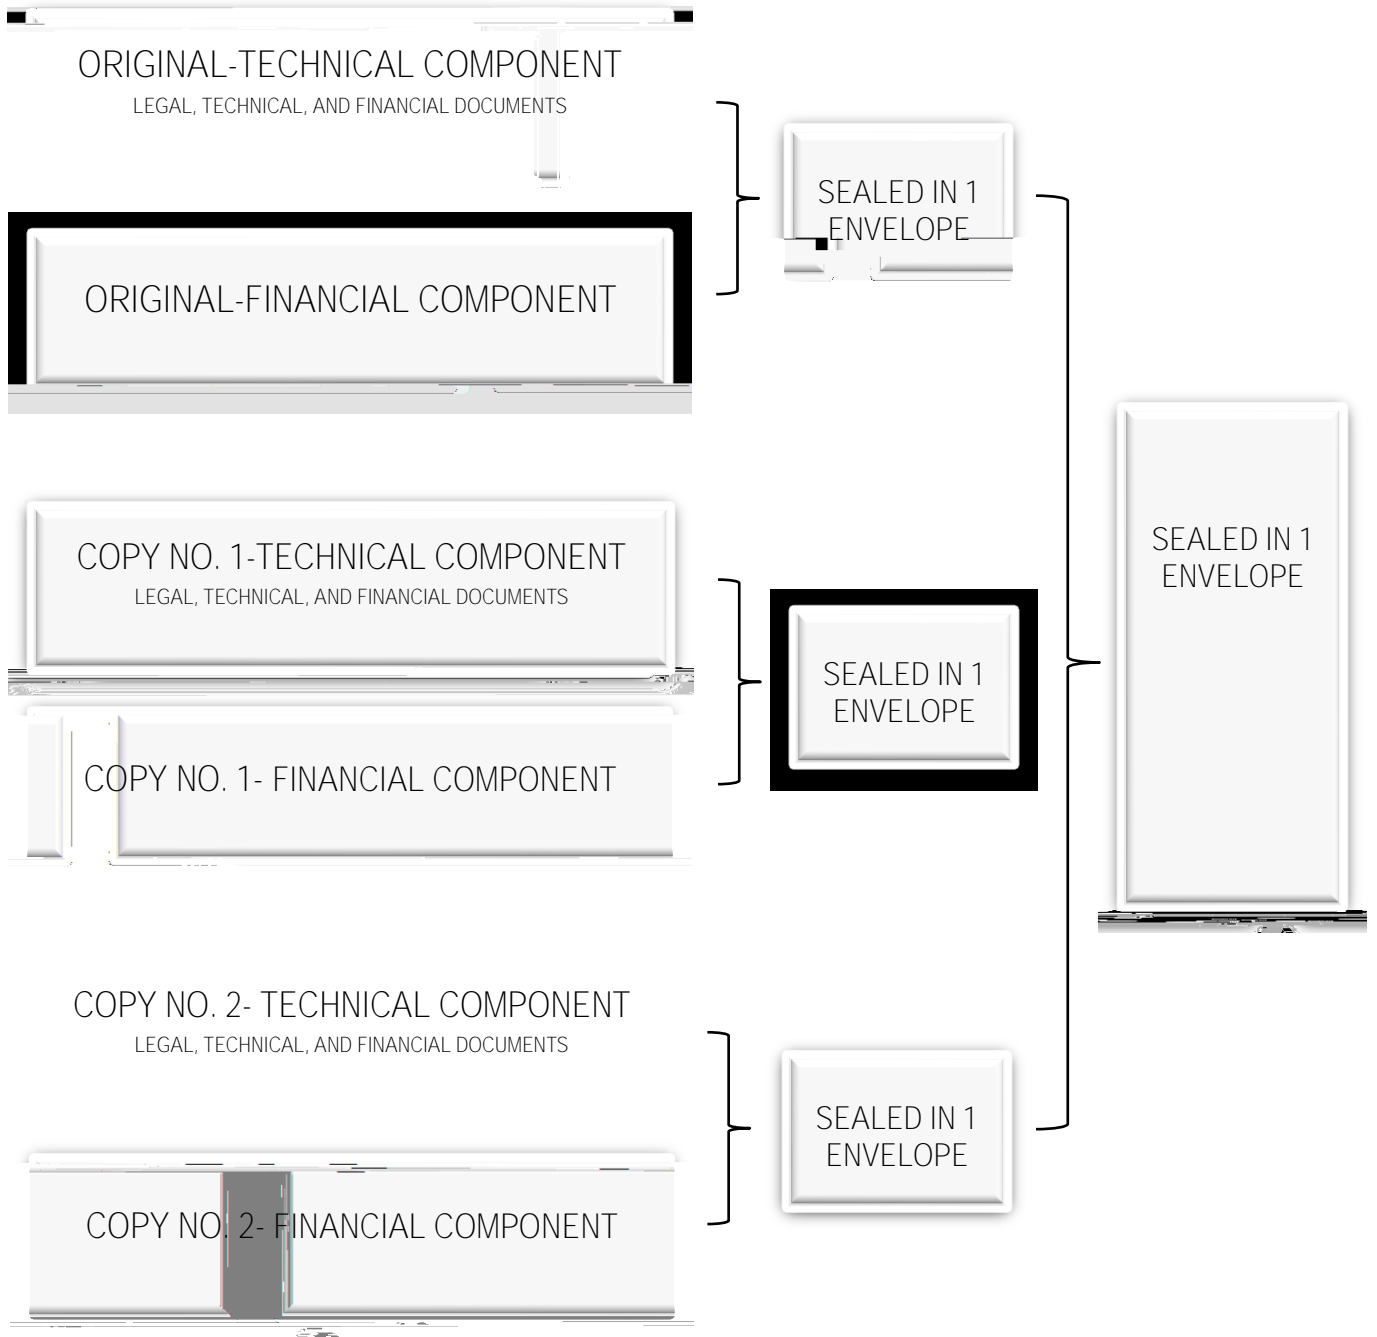 ORIGINAL-TECHNICAL COMPONENT
LEGAL, TECHNICAL, AND FINANCIAL DOCUMENTS
ORIGINAL-FINANCIAL COMPONENT
SEALED IN 1
ENVELOPE
COPY NO. 1-TECHNICAL COMPONENT
LEGAL, TECHNICAL, AND FINANCIAL DOCUMENTS
COPY NO. 1- FINANCIAL COMPONENT
SEALED IN 1
ENVELOPE
COPY NO. 2- TECHNICAL COMPONENT
LEGAL, TECHNICAL, AND FINANCIAL DOCUMENTS
COPY NO. 2- FINANCIAL COMPONENT
SEALED IN 1
ENVELOPE
SEALED IN 1
ENVELOPE